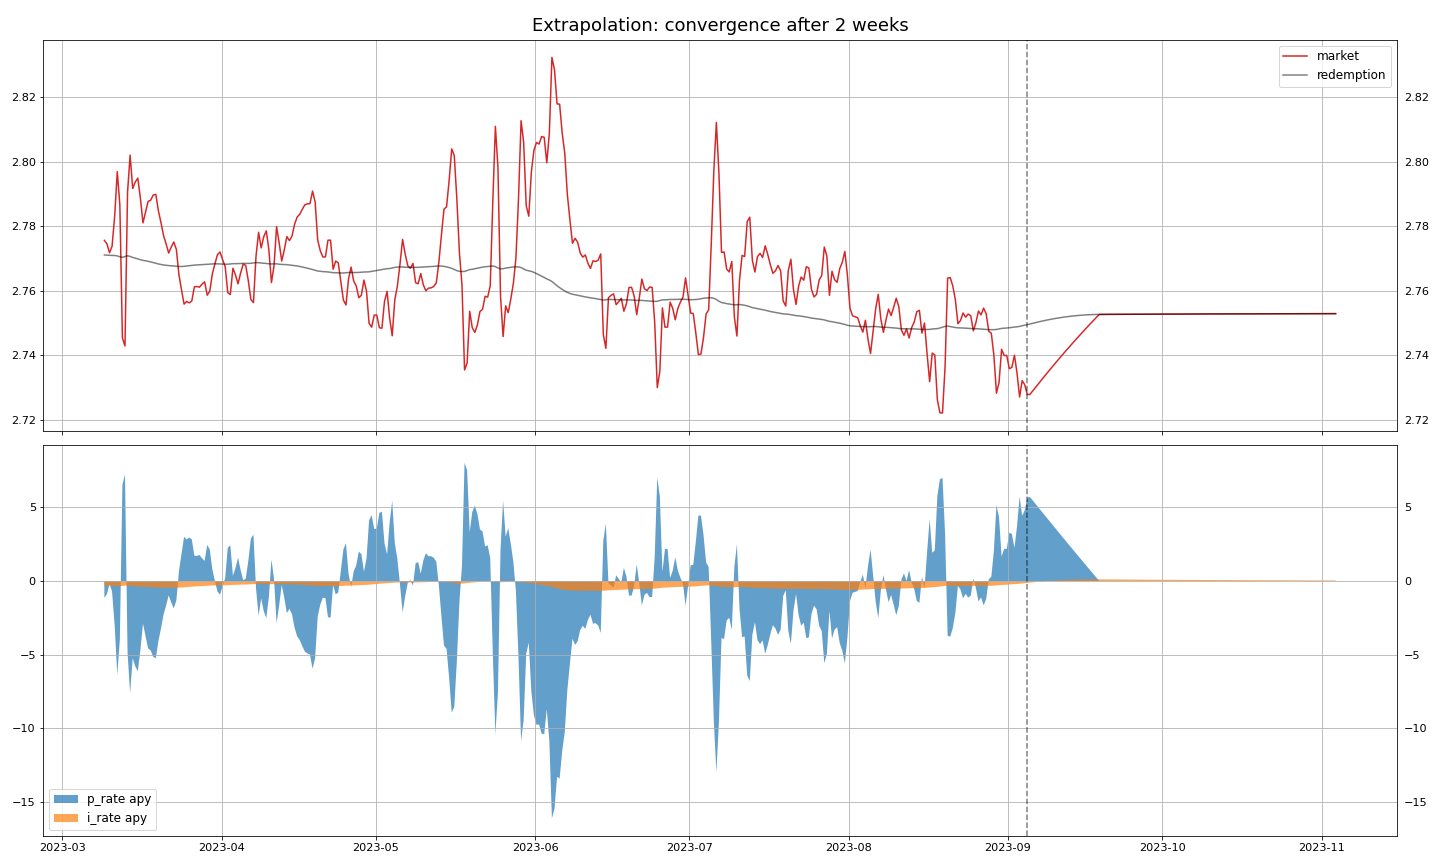 Extrapolation: convergence after 2 weeks
market
redemption
2.82 2.82
2.80 2.80
2.78 2.78
2.76 2.76
2.74 2.74
2.72 2.72
5 5
0 0
−5 −5
−10 −10
−15 −15
p_rate apy
i_rate apy
2023-03 2023-04 2023-05 2023-06 2023-07 2023-08 2023-09 2023-10 2023-11